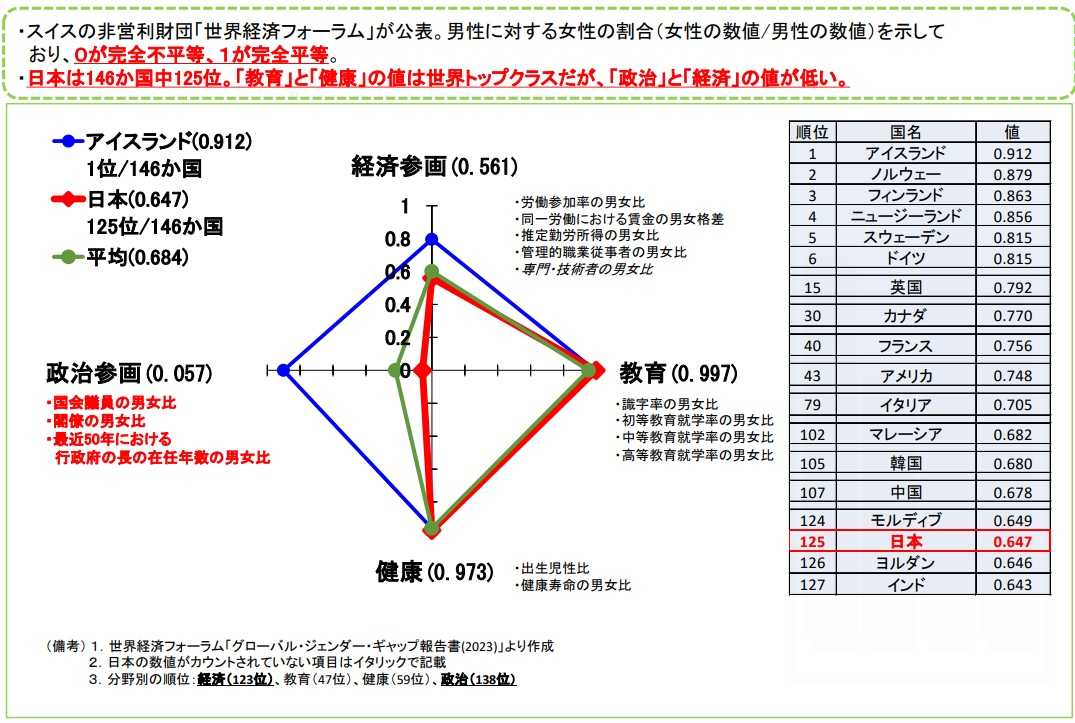 ・スイスの非営利財団「世界経済フォーラム」が公表。男性に対する女性の割合（女性の数値/男性の数値）を示して
おり、0が完全不平等、1が完全平等。
・日本は146か国中125位。「教育」と「健康」の値は世界トップクラスだが、「政治」と「経済」の値が低い。
アイスランド(0.912)
1位/146か国
日本(0.647)
125位/146か国
平均(0.684)
経済参画(0.561)
・労働参加率の男女比
・同一労働における賃金の男女格差
・推定勤労所得の男女比
・管理的職業従事者の男女比
・専門・技術者の男女比
1
0.8
0.6
0.4
0.2
0
政治参画(0.057)
・国会議員の男女比
・閣僚の男女比
・最近50年における
行政府の長の在任年数の男女比
教育(0.997)
・識字率の男女比
・初等教育就学率の男女比
・中等教育就学率の男女比
・高等教育就学率の男女比
健康(0.973)
・出生児性比
・健康寿命の男女比
順位 国名 値
1 アイスランド 0.912
2 ノルウェー 0.879
3 フィンランド 0.863
4 ニュージーランド 0.856
5 スウェーデン 0.815
6 ドイツ 0.815
15 英国 0.792
30 カナダ 0.770
40 フランス 0.756
43 アメリカ 0.748
79 イタリア 0.705
102 マレーシア 0.682
105 韓国 0.680
107 中国 0.678
124 モルディブ 0.649
125 日本 0.647
126 ヨルダン 0.646
127 インド 0.643
（備考）１．世界経済フォーラム「グローバル・ジェンダー・ギャップ報告書(2023)」より作成
２．日本の数値がカウントされていない項目はイタリックで記載
３．分野別の順位：経済（123位）、教育（47位）、健康（59位）、政治（138位）